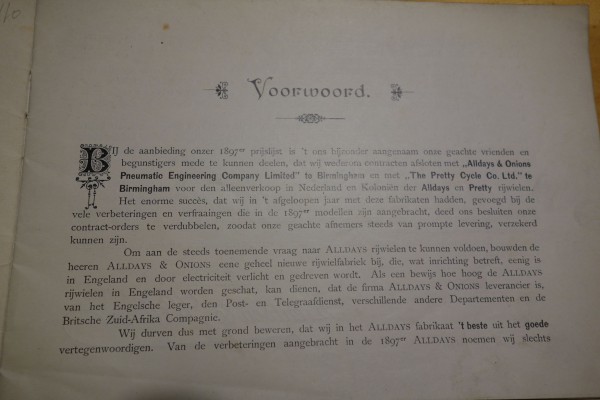 Voorwoord.
BIJ de aanbieding onzer 1897er prijslijst is 't ons bijzonder aangenaam onze geachte vrienden en
begunstigers mede te kunnen deelen, dat wij wederom contracten afsloten met „Alldays & Onions
Pneumatic Engineering Company Limited" te Birmingham en met „The Pretty Cycle Co. Ltd." te
Birmingham voor den alleenverkoop in Nederland en Koloniën der Alldays en Pretty rijwielen.
Het enorme succès, dat wij in 't afgeloopen jaar met deze fabrikaten hadden, gevoegd bij de
vele verbeteringen en verfraaingen die in de 1897er modellen zijn aangebracht, deed ons besluiten onze
contract-orders te verdubbelen, zoodat onze geachte afnemers steeds van prompte levering, verzekerd
kunnen zijn.
Om aan de steeds toenemende vraag naar ALLDAYS rijwielen te kunnen voldoen, bouwden de
heeren ALLDAYS & ONIONS eene geheel nieuwe rijwielfabriek bij, die, wat inrichting betreft, eenig is
in Engeland en door electriciteit verlicht en gedreven wordt. Als een bewijs hoe hoog de ALLDAYS
rijwielen in Engeland worden geschat, kan dienen, dat de firma ALLDAYS & ONIONS leverancier is,
van het Engelsche leger, den Post- en Telegraafdienst, verschillende andere Departementen en de
Britsche Zuid-Afrika Compagnie.
Wij durven dus met grond beweren, dat wij in het ALLDAYS fabrikaat 't beste uit het goede
vertegenwoordigen. Van de verbeteringen aangebracht in de 1897er ALLDAYS noemen wij slechts